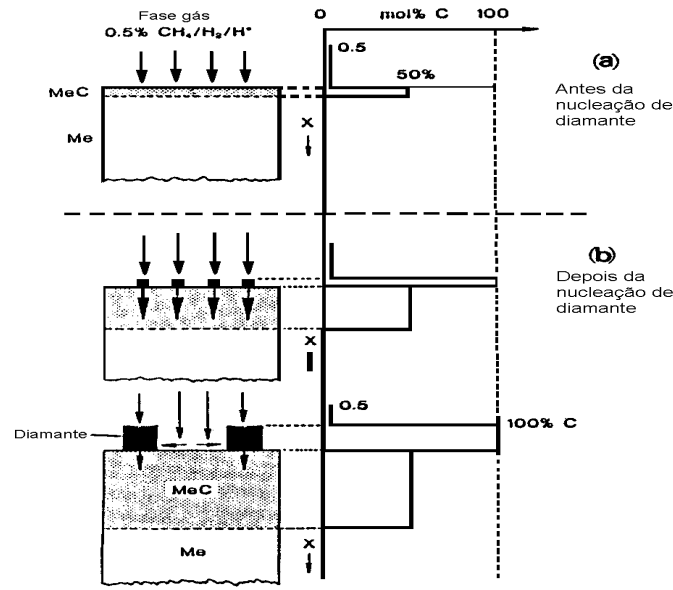 Fase gás
0.5% CH₄/H₂/H°
0 mol% C 100
0.5
50%
MeC
Me
X
(a)
Antes da
nucleação de
diamante
(b)
Depois da
nucleação de
diamante
X
0.5
100% C
Diamante
MeC
Me
X